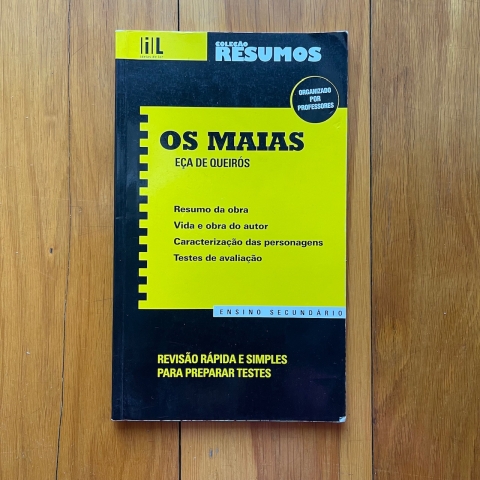 COLEÇÃO
RESUMOS
ORGANIZADO
POR
PROFESSORES
OS MAIAS
EÇA DE QUEIRÓS
Resumo da obra
Vida e obra do autor
Caracterização das personagens
Testes de avaliação
ENSINO SECUNDÁRIO
REVISÃO RÁPIDA E SIMPLES
PARA PREPARAR TESTES